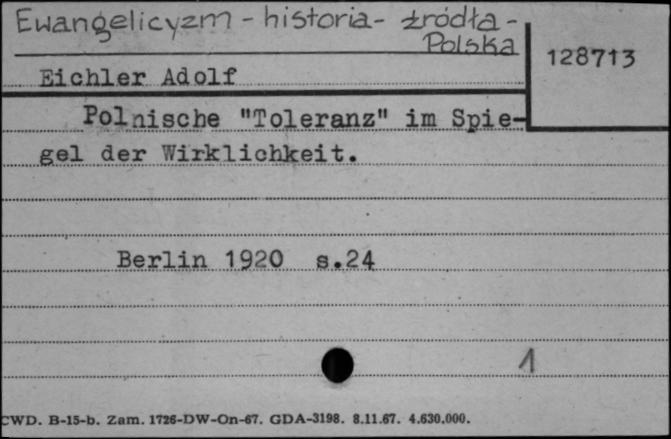 Ewangelicyzm - historia - źródła -
Polska
128713
Eichler Adolf
Polnische "Toleranz" im Spie-
gel der Wirklichkeit.
Berlin 1920 s.24
1
CWD. B-15-b. Zam. 1726-DW-On-67. GDA-3198. 8.11.67. 4.630.000.